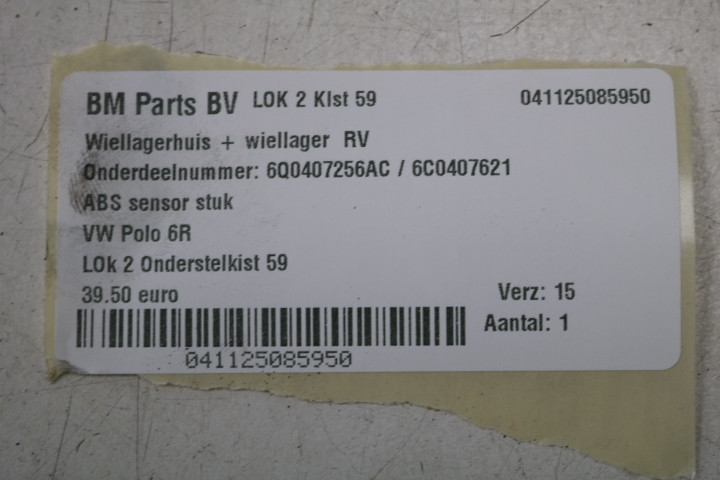 BM Parts BV LOK 2 KIst 59 041125085950
Wiellagerhuis + wiellager RV
Onderdeelnummer: 6Q0407256AC / 6C0407621
ABS sensor stuk
VW Polo 6R
LOk 2 Onderstelkist 59
39.50 euro Verz: 15
Aantal: 1
041125085950